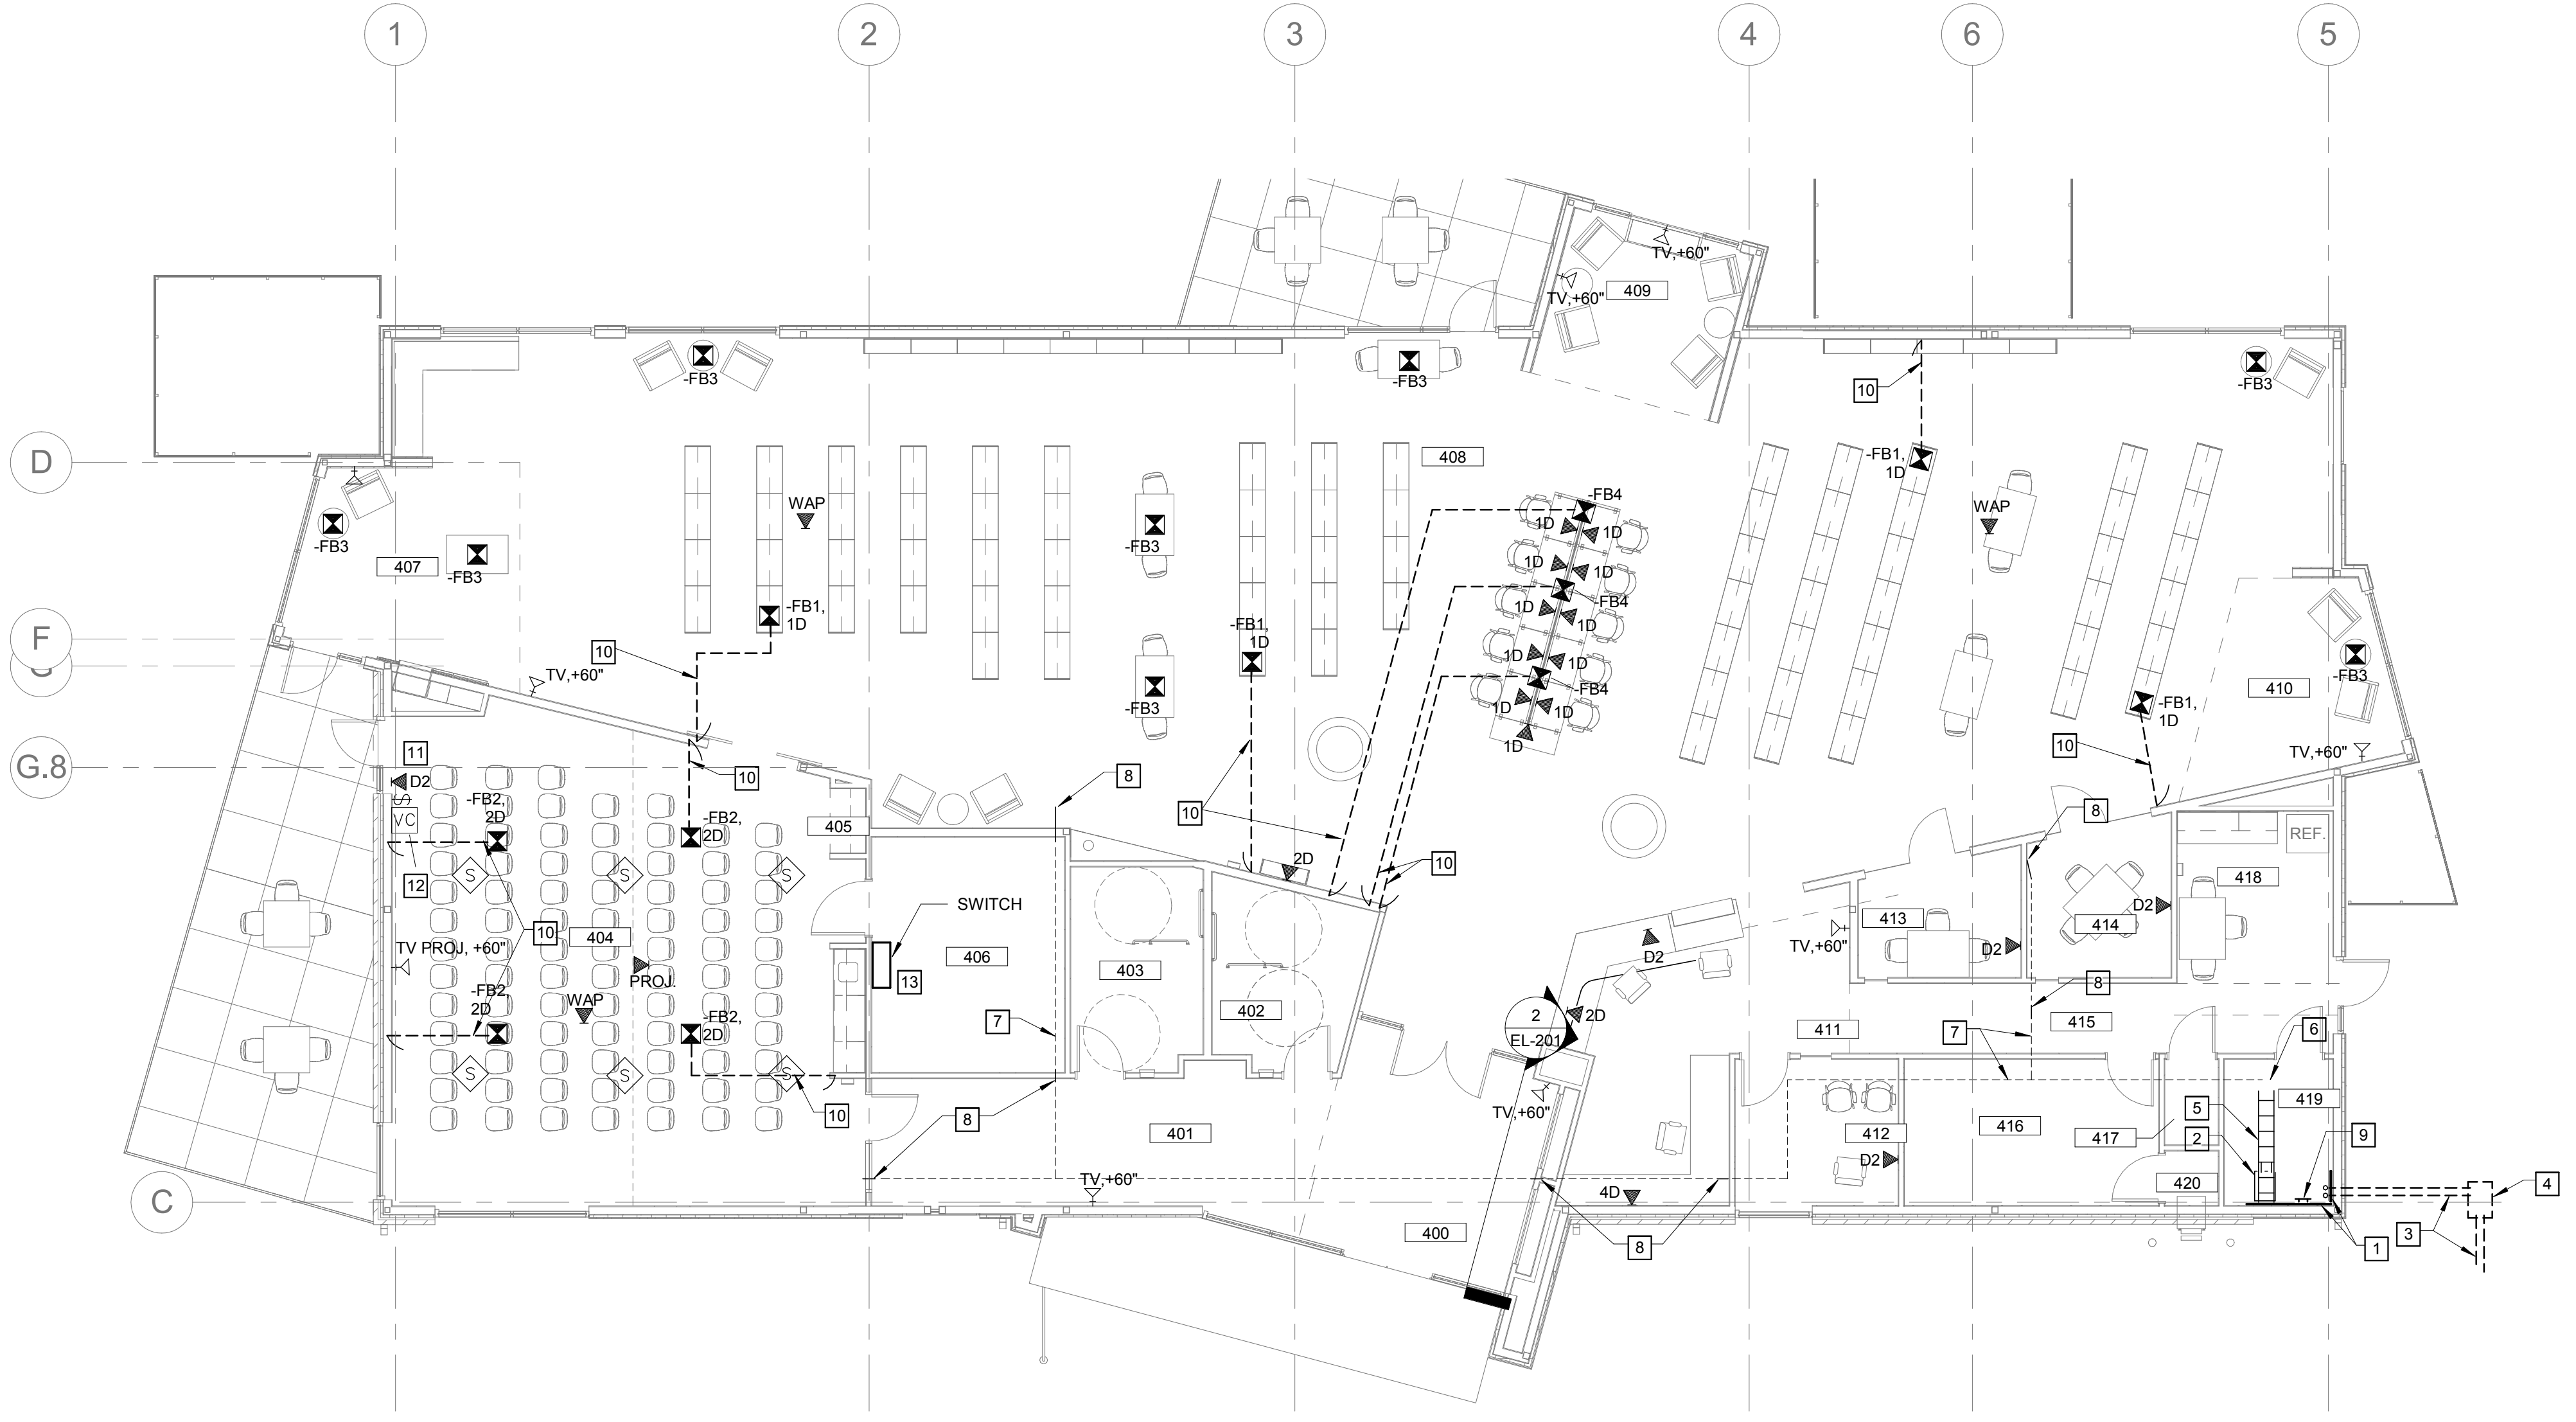 1
2
3
4
6
5
TV,+60"
409
TV,+60"
-FB3
-FB3
-FB3
10
D
408
-FB1,
1D
-FB4
WAP
WAP
1D
1D
-FB3
-FB3
-FB3
407
-FB3
1D
1D
-FB4
1D
1D
-FB1,
1D
-FB1,
1D
F
G
10
1D
1D
-FB4
TV,+60"
-FB3
410
-FB3
1D
1D
-FB1,
1D
1D
10
TV,+60"
11
G.8
D2
10
8
10
8
S
-FB2,
2D
VC
-FB2,
2D
405
REF.
2D
10
S
S
S
418
12
SWITCH
D2
413
414
10
404
TV PROJ, +60"
TV,+60"
D2
406
D2
403
PROJ.
13
8
-FB2,
2D
WAP
402
-FB2,
2D
7
2
EL-201
2D
411
415
7
6
S
S
S
10
8
TV,+60"
419
5
401
412
416
417
2
9
D2
TV,+60"
4D
420
4
C
400
8
3
1